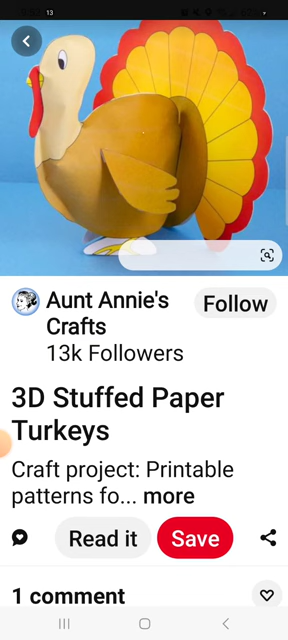 13
Aunt Annie's
Crafts
Follow
13k Followers
3D Stuffed Paper
Turkeys
Craft project: Printable
patterns fo... more
Read it
Save
1 comment